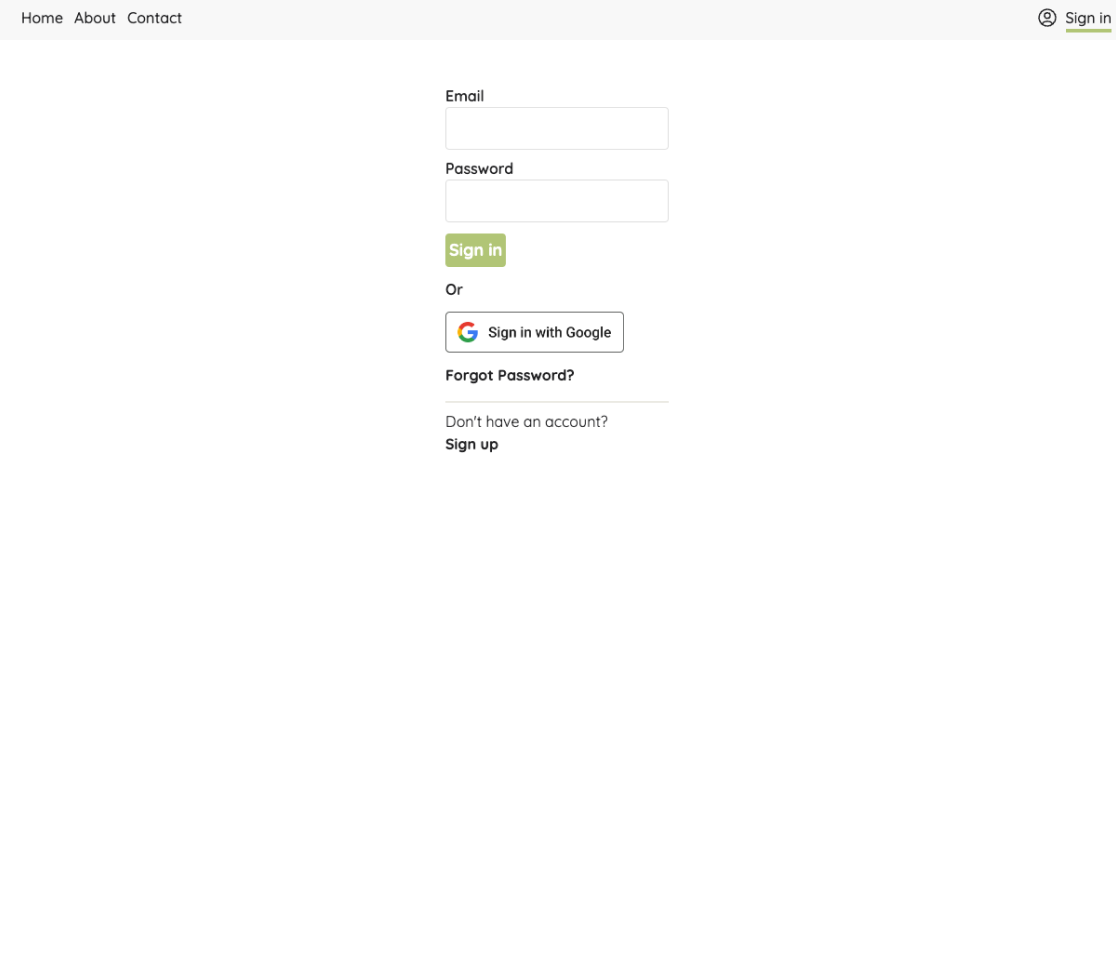 Home About Contact Sign in
Email
Password
Sign in
Or
Sign in with Google
Forgot Password?
Don't have an account?
Sign up